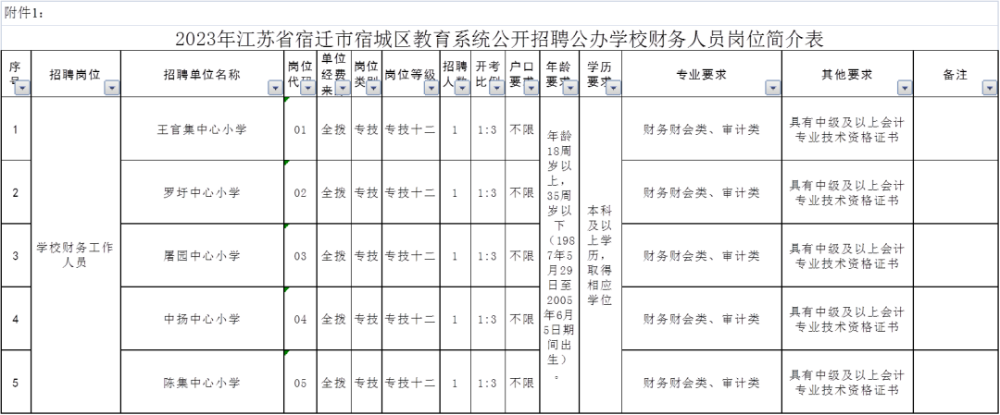 附件1：
2023年江苏省宿迁市宿城区教育系统公开招聘公办学校财务人员岗位简介表
序号 招聘岗位 招聘单位名称 岗位代码 单位经费来 岗位类别 岗位等级 招聘人数 开考比例 户口要求 年龄要求 学历要求 专业要求 其他要求 备注
1 王官集中心小学 01 全拨 专技 专技十二 1 1:3 不限 财务财会类、审计类 具有中级及以上会计
专业技术资格证书
2 罗圩中心小学 02 全拨 专技 专技十二 1 1:3 不限 财务财会类、审计类 具有中级及以上会计
专业技术资格证书
3 屠园中心小学 03 全拨 专技 专技十二 1 1:3 不限 财务财会类、审计类 具有中级及以上会计
专业技术资格证书
4 中扬中心小学 04 全拨 专技 专技十二 1 1:3 不限 财务财会类、审计类 具有中级及以上会计
专业技术资格证书
5 陈集中心小学 05 全拨 专技 专技十二 1 1:3 不限 财务财会类、审计类 具有中级及以上会计
专业技术资格证书
学校财务工作
人员
年龄
18周
岁以
上，
35周
岁以
下
（198
7年5
月29
日至
2005
年6月
5日期
间出
生）
。
本科
及以
上学
历，
取得
相应
学位